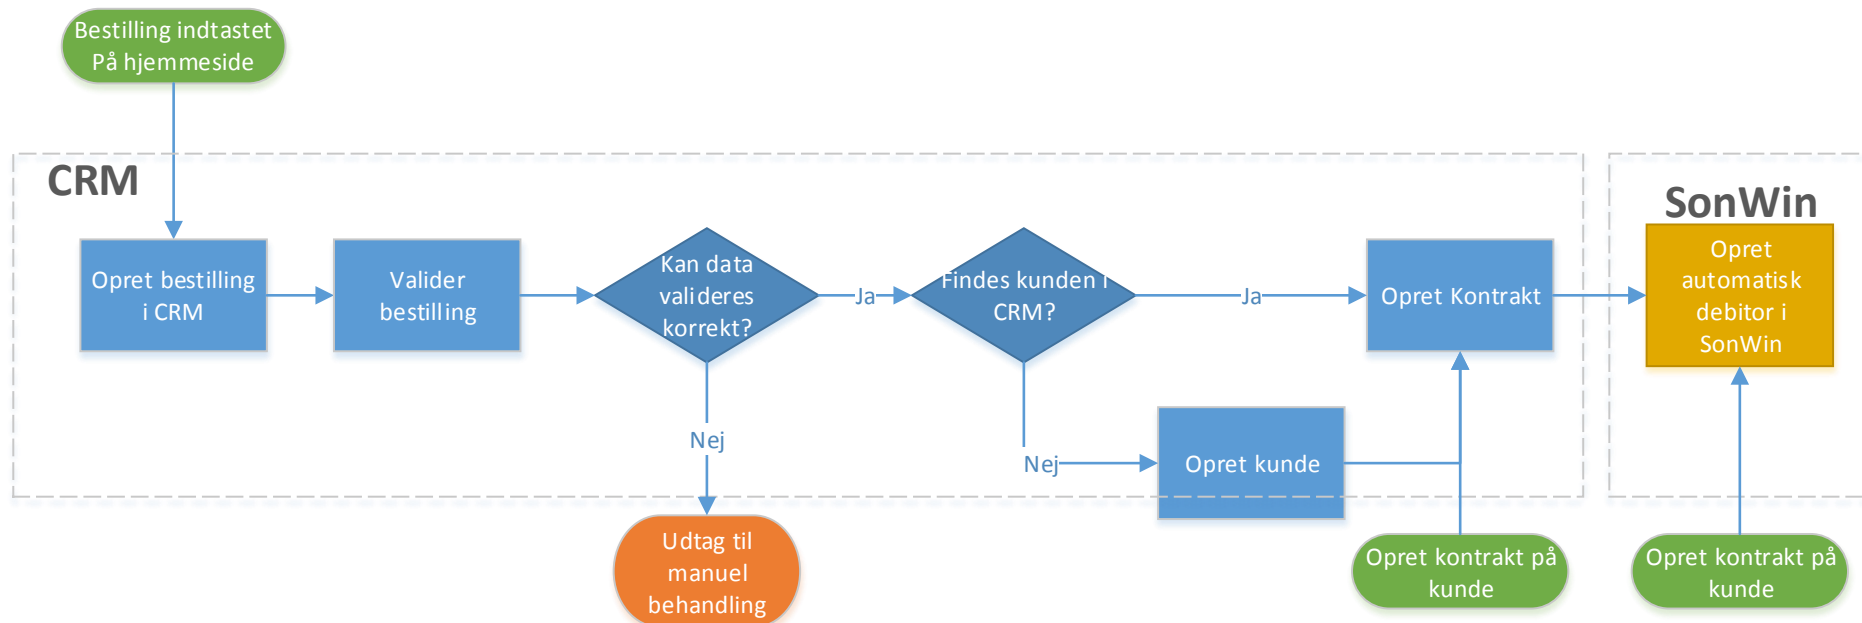 Bestilling indtastet
På hjemmeside
CRM
SonWin
Opret bestilling
i CRM
Valider
bestilling
Kan data
valideres
korrekt?
Ja
Findes kunden i
CRM?
Ja
Opret Kontrakt
Opret
automatisk
debitor i
SonWin
Nej
Nej
Opret kunde
Udtag til
manuel
behandling
Opret kontrakt på
kunde
Opret kontrakt på
kunde